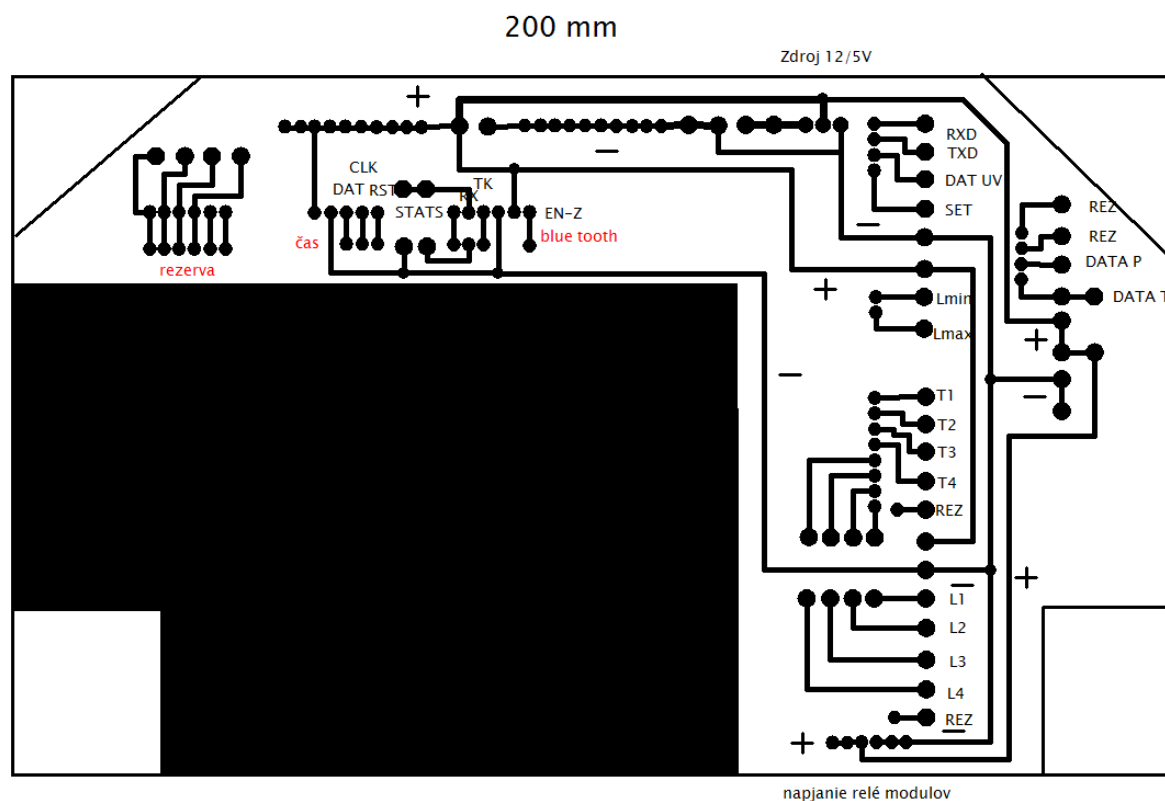 200 mm
Zdroj 12/5V
+
−
RXD
TXD
DAT UV
SET
−
CLK
DAT
RST
TK
RX
STATS
EN-Z
čas
blue tooth
rezerva
REZ
REZ
DATA P
DATA T
+
Lmin
Lmax
+
−
−
T1
T2
T3
T4
REZ
−
+
L1
L2
L3
L4
REZ
−
+
napjanie relé modulov